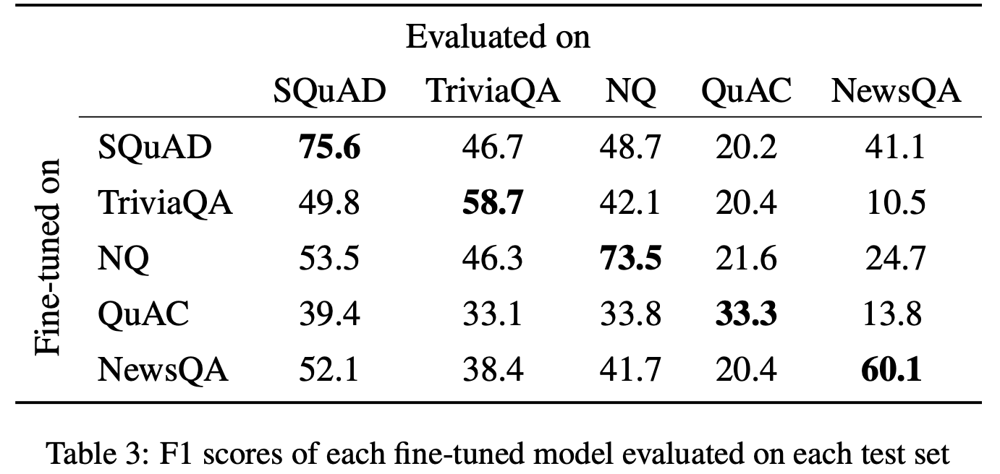 Evaluated on
SQuAD TriviaQA NQ QuAC NewsQA
Fine-tuned on
SQuAD 75.6 46.7 48.7 20.2 41.1
TriviaQA 49.8 58.7 42.1 20.4 10.5
NQ 53.5 46.3 73.5 21.6 24.7
QuAC 39.4 33.1 33.8 33.3 13.8
NewsQA 52.1 38.4 41.7 20.4 60.1
Table 3: F1 scores of each fine-tuned model evaluated on each test set